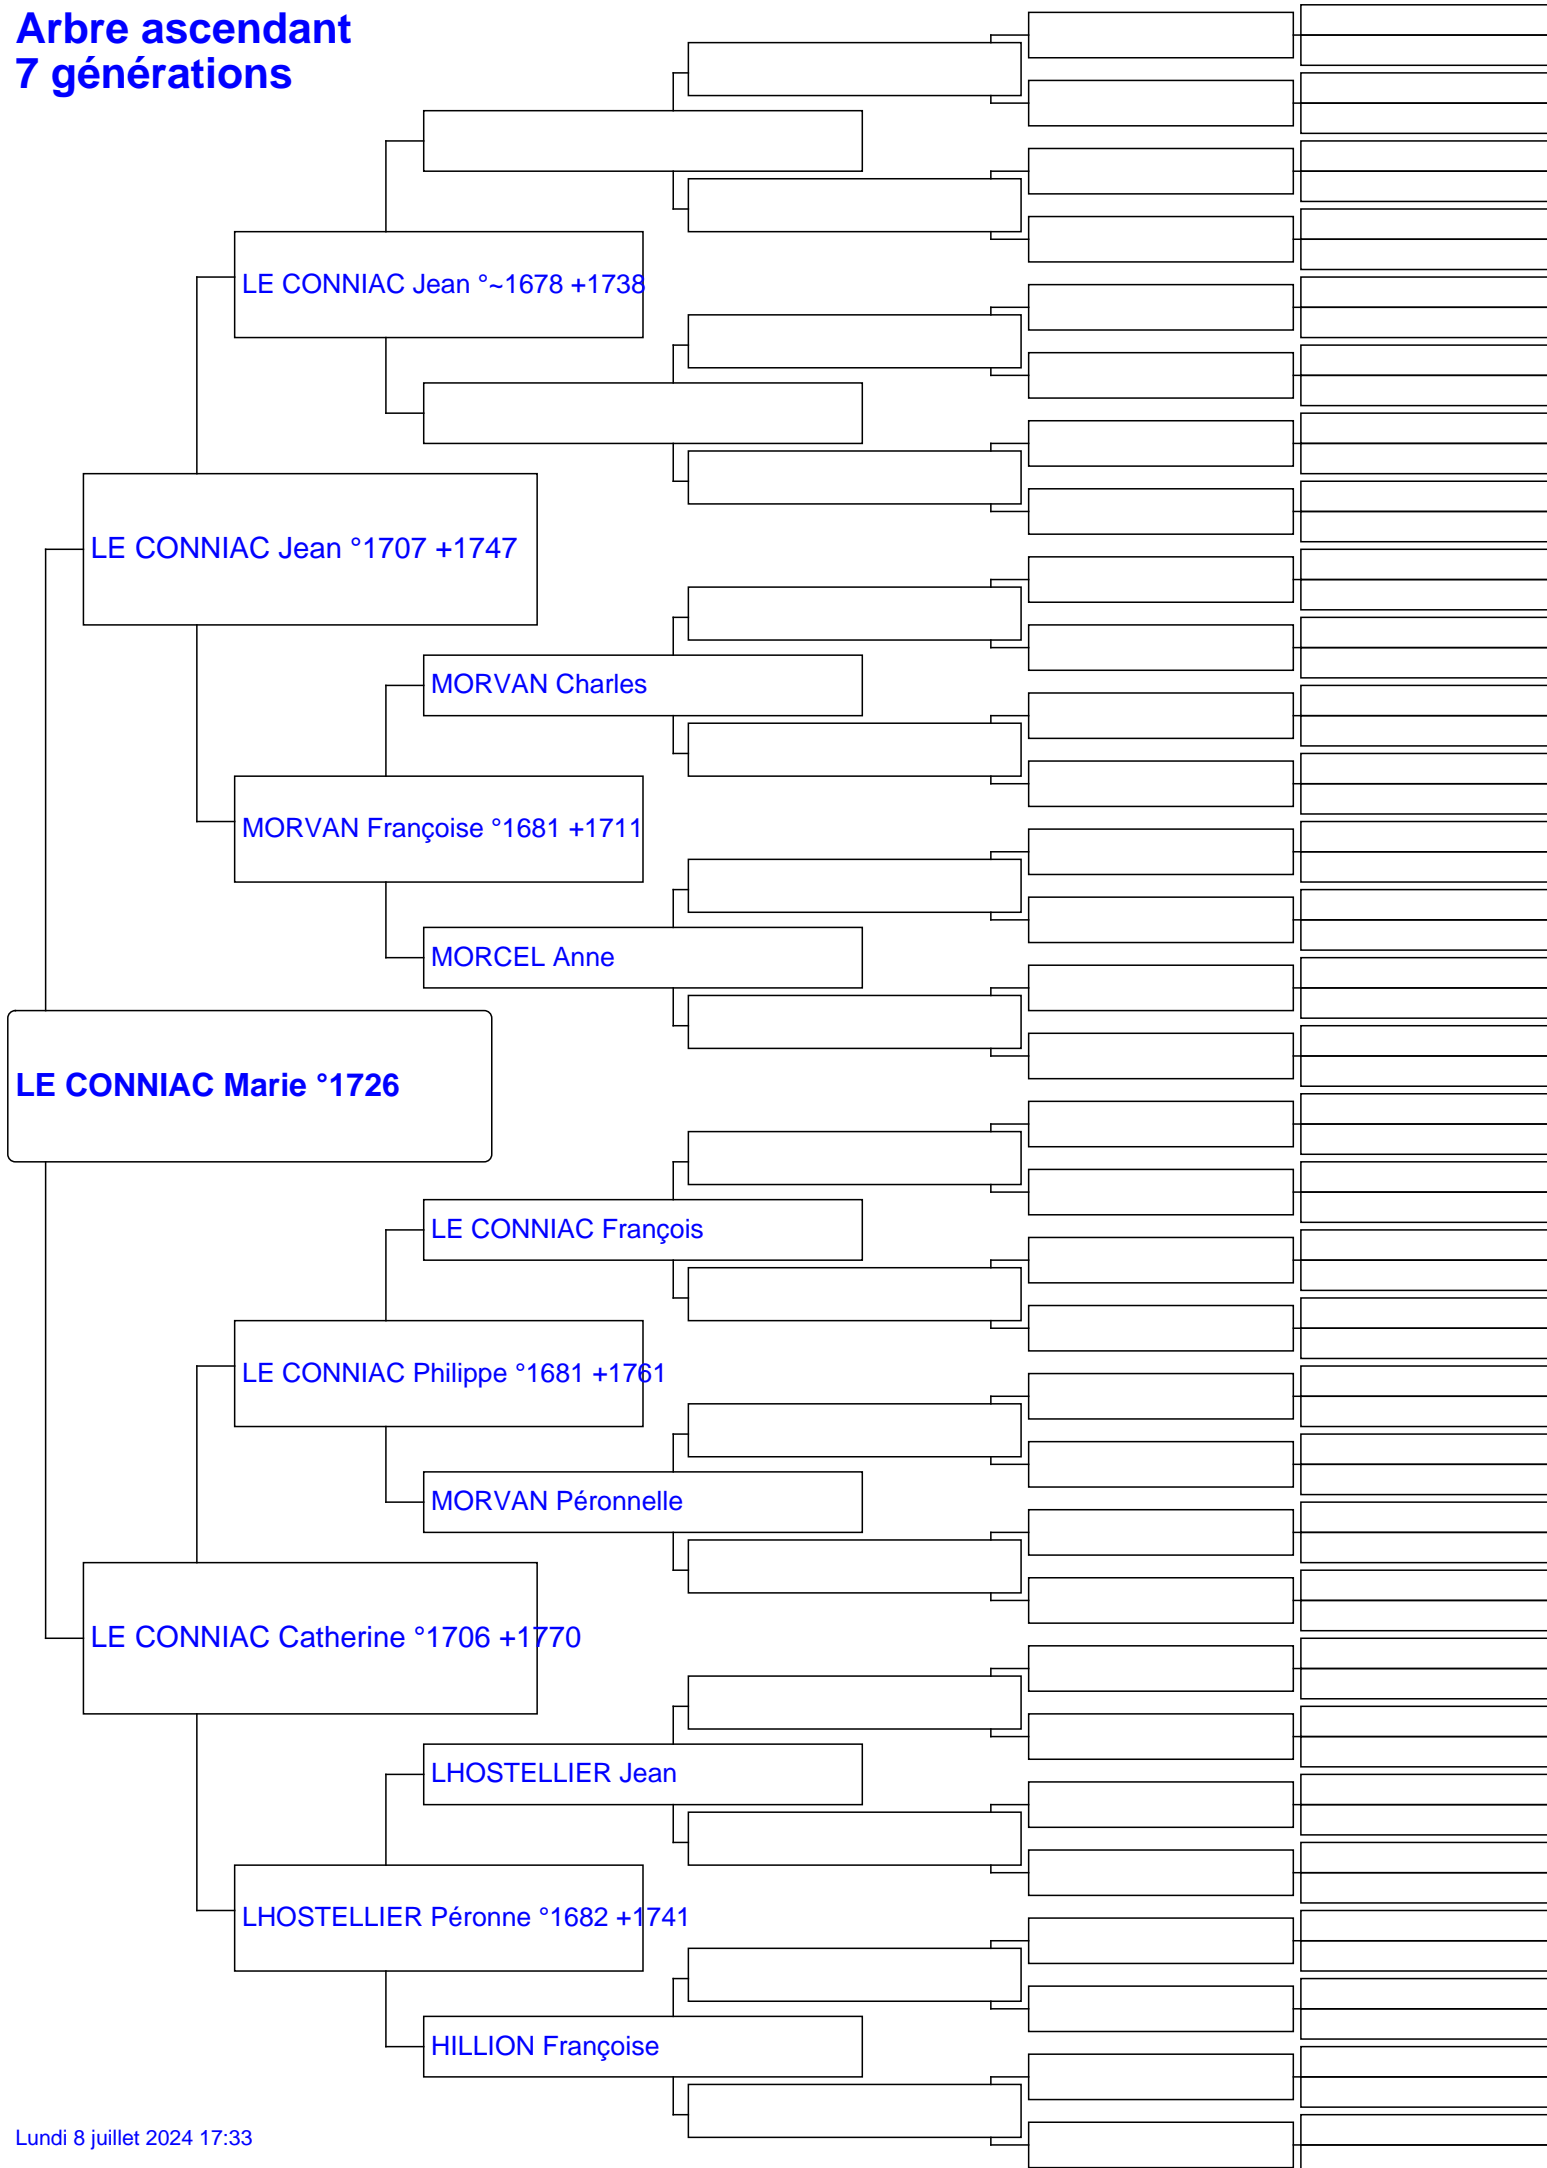 Arbre ascendant
7 générations
LE CONNIAC Jean °~1678 +1738
LE CONNIAC Jean °1707 +1747
MORVAN Charles
MORVAN Françoise °1681 +1711
MORCEL Anne
LE CONNIAC Marie °1726
LE CONNIAC François
LE CONNIAC Philippe °1681 +1761
MORVAN Péronnelle
LE CONNIAC Catherine °1706 +1770
LHOSTELLIER Jean
LHOSTELLIER Péronne °1682 +1741
HILLION Françoise
Lundi 8 juillet 2024 17:33